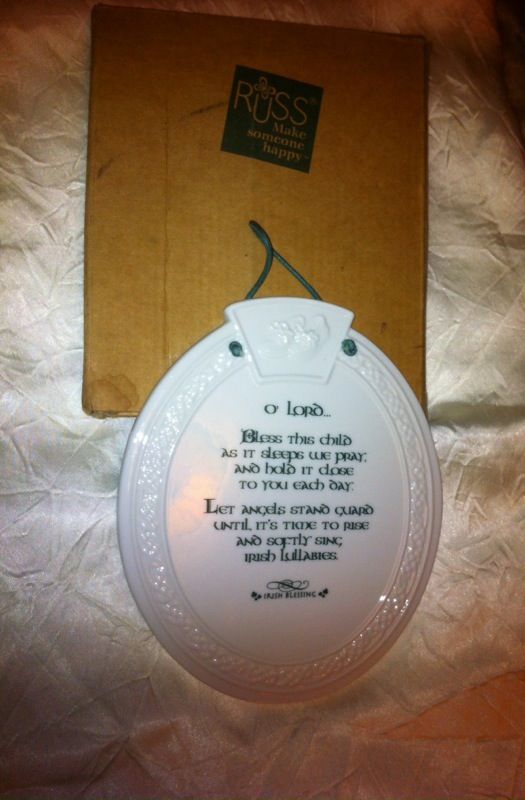 RUSS®
Make
someone
happy™
O' Lord...
Bless this child
as it sleeps we pray,
and hold it close
to you each day.
Let angels stand guard
until it's time to rise
and softly sing
Irish lullabies.
Irish Blessing